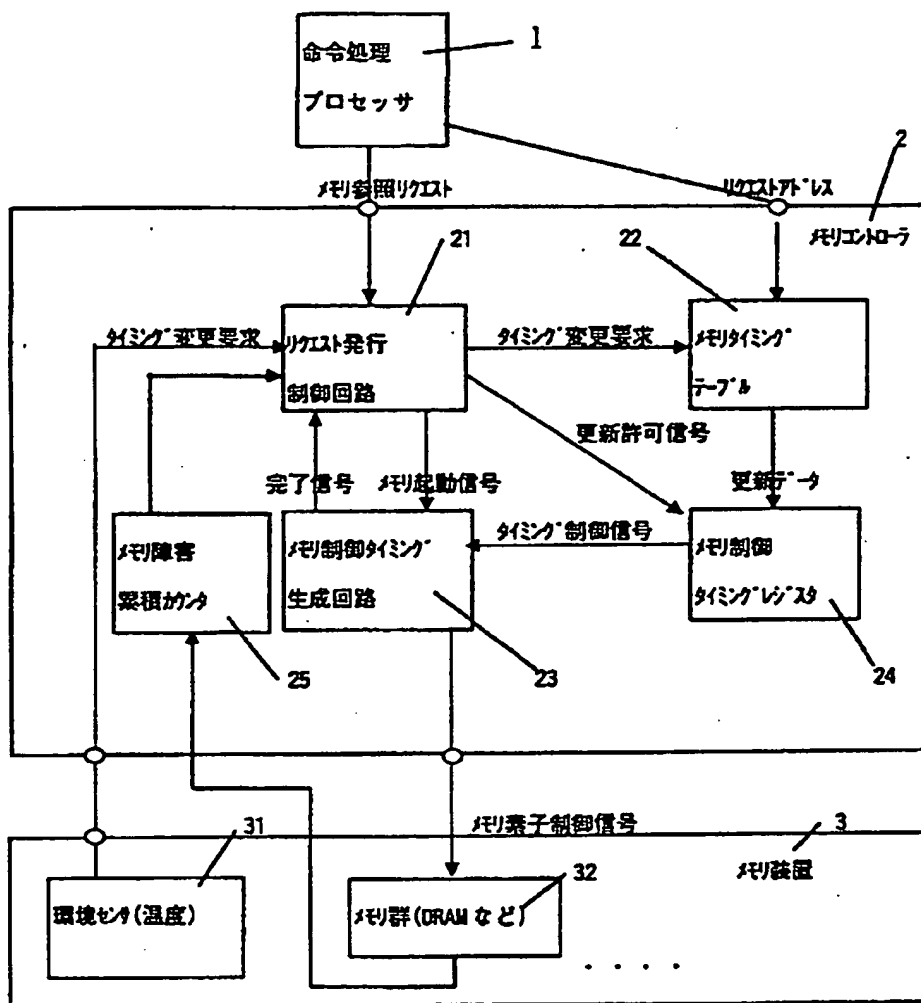 命令処理
プロセッサ
1
メモリ参照リクエスト
リクエストアドレス
2
メモリコントローラ
21
22
タイミング変更要求
リクエスト発行
制御回路
タイミング変更要求
メモリタイミング
テーブル
更新許可信号
完了信号
メモリ起動信号
更新データ
メモリ障害
累積カウンタ
メモリ制御タイミング
生成回路
タイミング制御信号
メモリ制御
タイミングレジスタ
25
23
24
31
メモリ素子制御信号
3
メモリ装置
環境センサ(温度)
32
メモリ群(DRAMなど)
. . . .